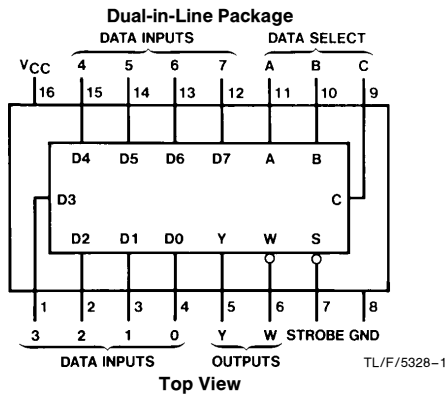 Dual-in-Line Package
DATA INPUTS DATA SELECT
VCC 4 5 6 7 A B C
16 15 14 13 12 11 10 9
D4 D5 D6 D7 A B
D3 C
D2 D1 D0 Y W S
1 2 3 4 5 6 7 8
3 2 1 0 Y W STROBE GND
DATA INPUTS OUTPUTS TL/F/5328–1
Top View